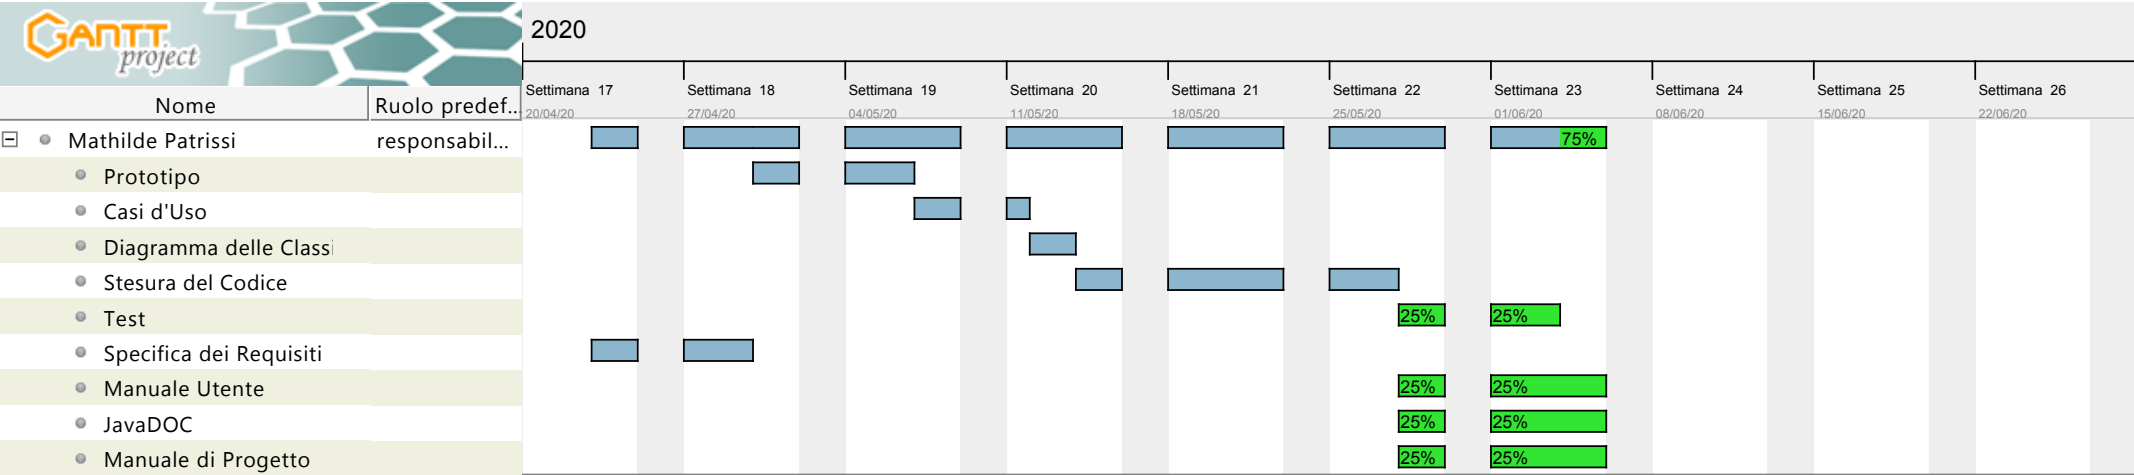 GANTT
project
2020
Settimana 17 Settimana 18 Settimana 19 Settimana 20 Settimana 21 Settimana 22 Settimana 23 Settimana 24 Settimana 25 Settimana 26
Nome Ruolo predef...
20/04/20 27/04/20 04/05/20 11/05/20 18/05/20 25/05/20 01/06/20 08/06/20 15/06/20 22/06/20
Mathilde Patrissi responsabil... 75%
Prototipo
Casi d'Uso
Diagramma delle Classi
Stesura del Codice
Test 25% 25%
Specifica dei Requisiti
Manuale Utente 25% 25%
JavaDOC 25% 25%
Manuale di Progetto 25% 25%